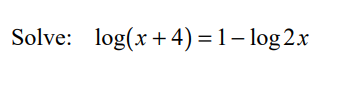 Solve: log(x + 4) = 1 – log 2x